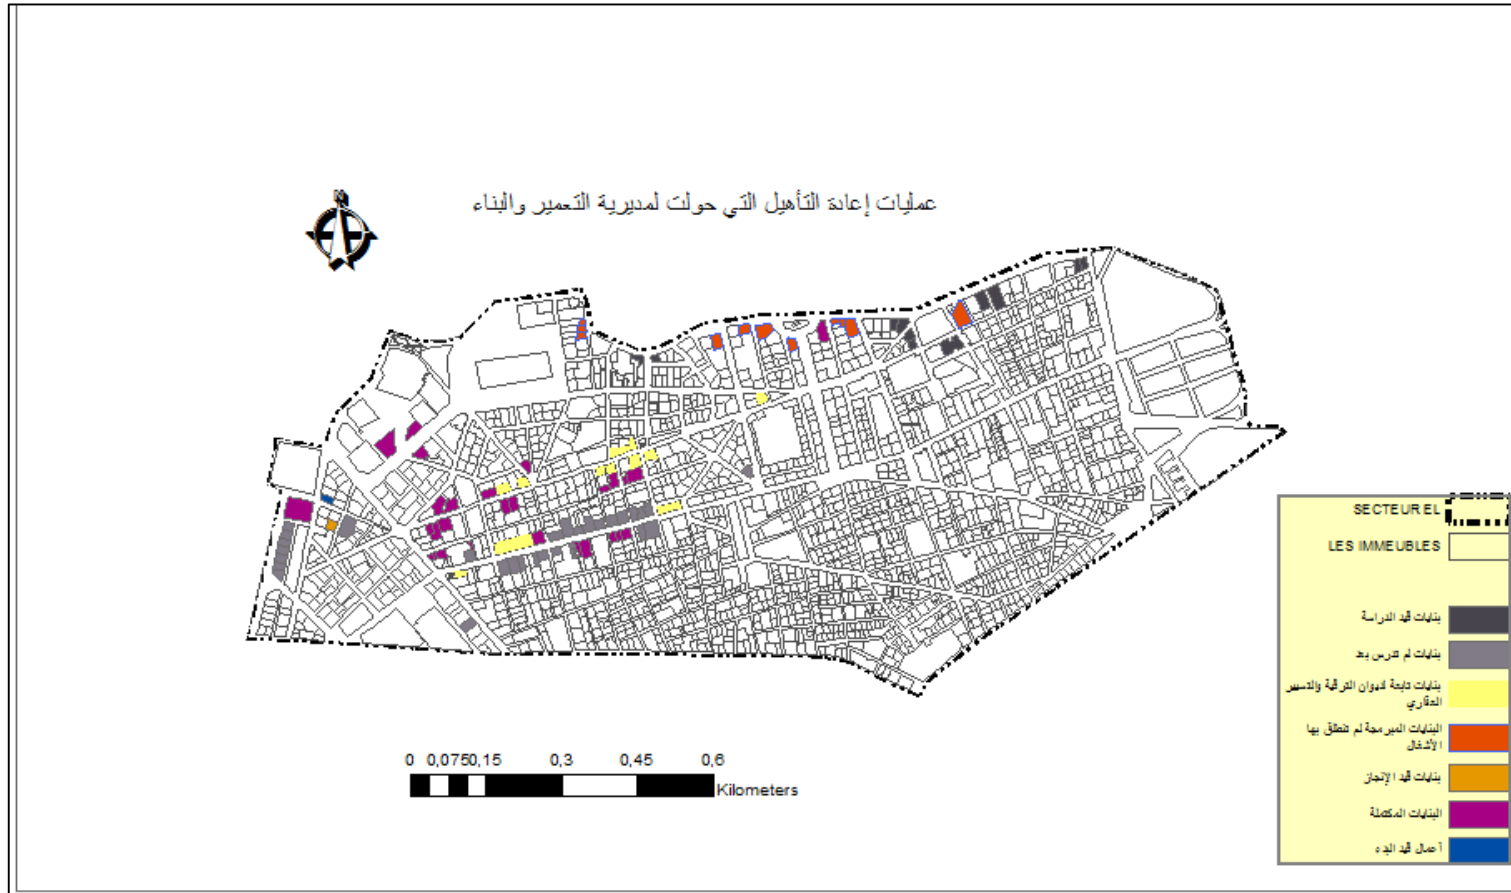 N
عمليات إعادة التأهيل التي حولت لمديرية التعمير والبناء
0 0,0750,15 0,3 0,45 0,6
Kilometers
SECTEUR EL
LES IMMEUBLES
بنايات قيد الدراسة
بنايات لم تدرس بعد
بنايات تابعة لديوان الترقية والتسيير
العقاري
البنايات المبرمجة لم تنطلق بها
الأشغال
بنايات قيد الإنجاز
البنايات المكتملة
أعمال قيد البدء